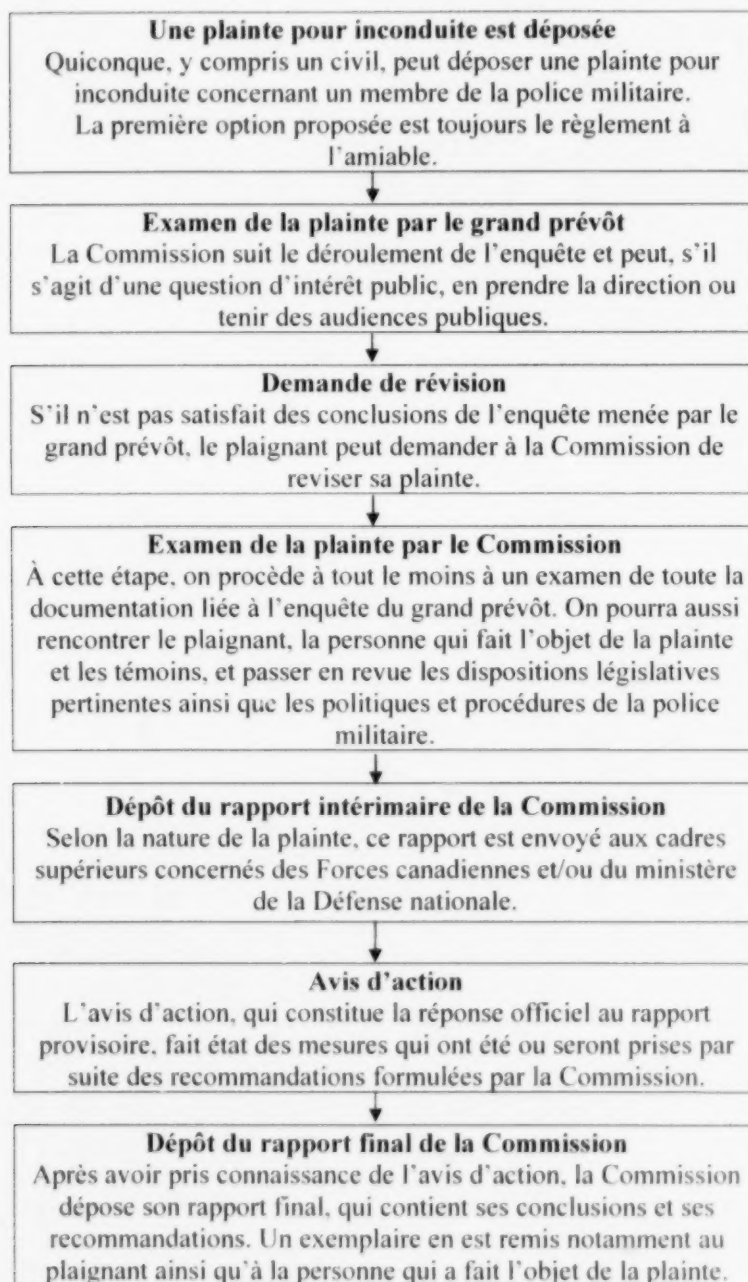 Une plainte pour inconduite est déposée
Quiconque, y compris un civil, peut déposer une plainte pour
inconduite concernant un membre de la police militaire.
La première option proposée est toujours le règlement à
l'amiable.
Examen de la plainte par le grand prévôt
La Commission suit le déroulement de l'enquête et peut, s'il
s'agit d'une question d'intérêt public, en prendre la direction ou
tenir des audiences publiques.
Demande de révision
S'il n'est pas satisfait des conclusions de l'enquête menée par le
grand prévôt, le plaignant peut demander à la Commission de
reviser sa plainte.
Examen de la plainte par le Commission
À cette étape, on procède à tout le moins à un examen de toute la
documentation liée à l'enquête du grand prévôt. On pourra aussi
rencontrer le plaignant, la personne qui fait l'objet de la plainte
et les témoins, et passer en revue les dispositions législatives
pertinentes ainsi que les politiques et procédures de la police
militaire.
Dépôt du rapport intérimaire de la Commission
Selon la nature de la plainte, ce rapport est envoyé aux cadres
supérieurs concernés des Forces canadiennes et/ou du ministère
de la Défense nationale.
Avis d'action
L'avis d'action, qui constitue la réponse officiel au rapport
provisoire, fait état des mesures qui ont été ou seront prises par
suite des recommandations formulées par la Commission.
Dépôt du rapport final de la Commission
Après avoir pris connaissance de l'avis d'action, la Commission
dépose son rapport final, qui contient ses conclusions et ses
recommandations. Un exemplaire en est remis notamment au
plaignant ainsi qu'à la personne qui a fait l'objet de la plainte.